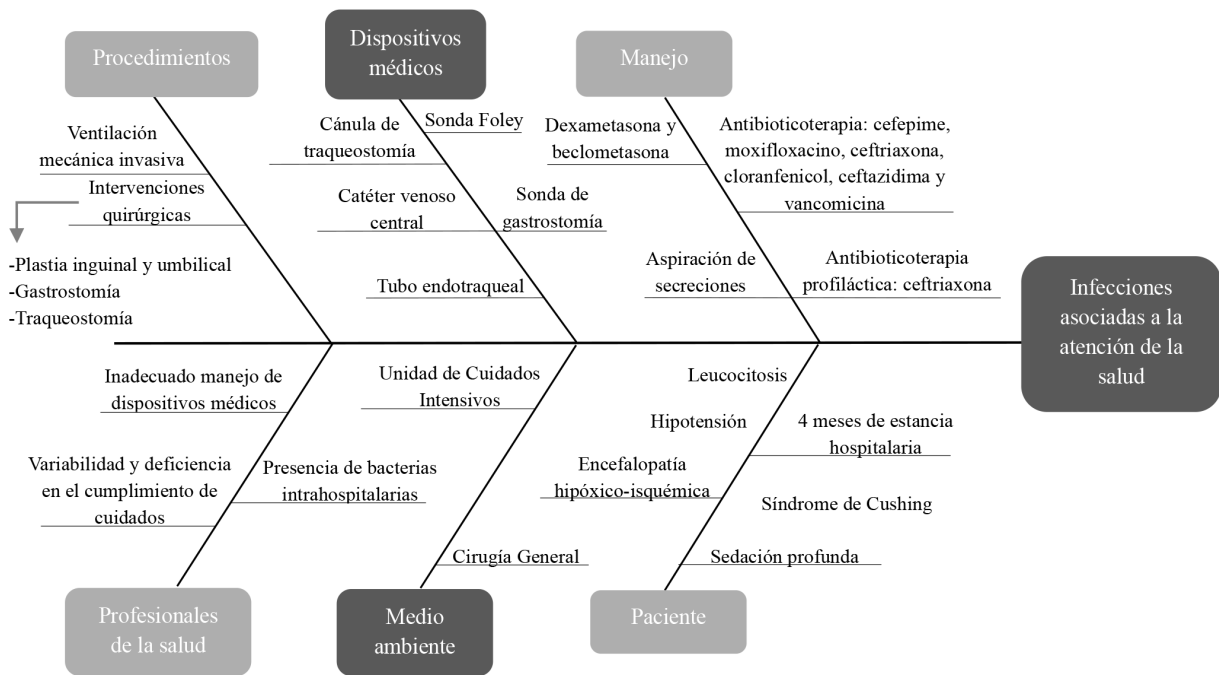 Procedimientos
Dispositivos
médicos
Manejo
Ventilación
mecánica invasiva
Intervenciones
quirúrgicas
-Plastia inguinal y umbilical
-Gastrostomía
-Traqueostomía
Sonda Foley
Cánula de
traqueostomía
Catéter venoso
central
Sonda de
gastrostomía
Tubo endotraqueal
Dexametasona y
beclometasona
Antibioticoterapia: cefepime,
moxifloxacino, ceftriaxona,
cloranfenicol, ceftazidima y
vancomicina
Aspiración de
secreciones
Antibioticoterapia
profiláctica: ceftriaxona
Infecciones
asociadas a la
atención de la
salud
Inadecuado manejo de
dispositivos médicos
Variabilidad y deficiencia
en el cumplimiento de
cuidados
Unidad de Cuidados
Intensivos
Presencia de bacterias
intrahospitalarias
Cirugía General
Leucocitosis
Hipotensión
4 meses de estancia
hospitalaria
Encefalopatía
hipóxico-isquémica
Síndrome de Cushing
Sedación profunda
Profesionales
de la salud
Medio
ambiente
Paciente